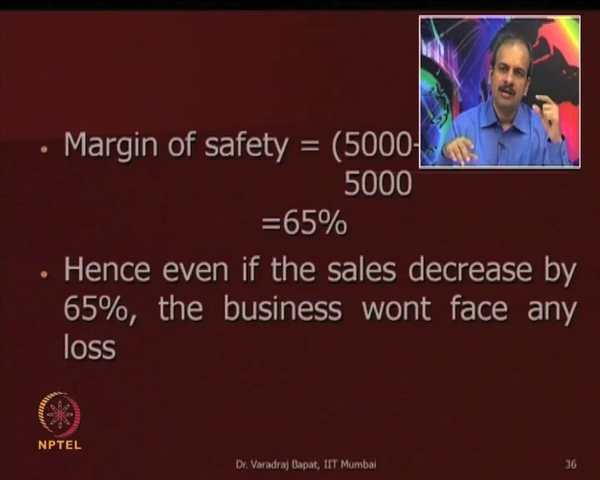 Margin of safety = (5000-
5000
=65%
Hence even if the sales decrease by
65%, the business wont face any
loss
NPTEL
Dr. Varadraj Bapat, IIT Mumbai
36